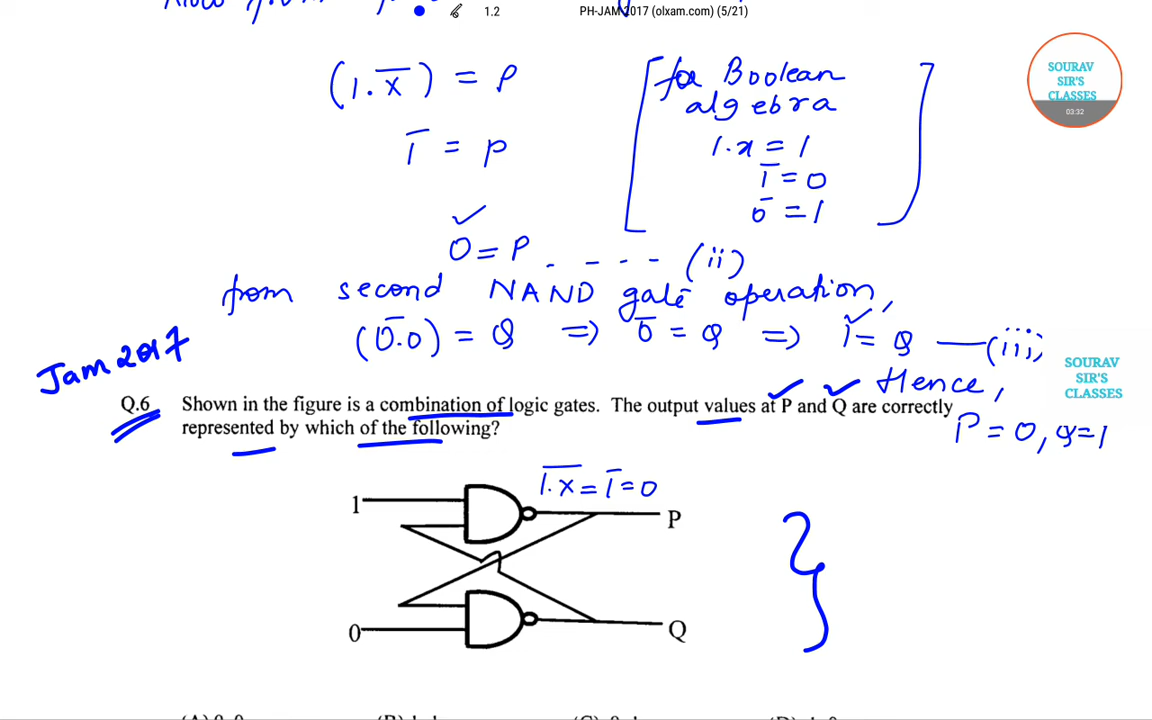 1.2 PH-JAM 2017 (olxam.com) (5/21)
(1.x̅) = P
[for Boolean
algebra
1.x = 1
1̅ = 0
0̅ = 1]
1̅ = P
0 = P - - - - (ii)
from second NAND gate operation,
(0̅.0) = Q ⇒ 0̅ = Q ⇒ 1 = Q —(iii)
Jam 2017
Hence,
P = 0, Q = 1
Q.6 Shown in the figure is a combination of logic gates. The output values at P and Q are correctly
represented by which of the following?
1̅.̅x̅ = 1̅ = 0
1
P
0
Q
SOURAV
SIR'S
CLASSES
03:32
SOURAV
SIR'S
CLASSES